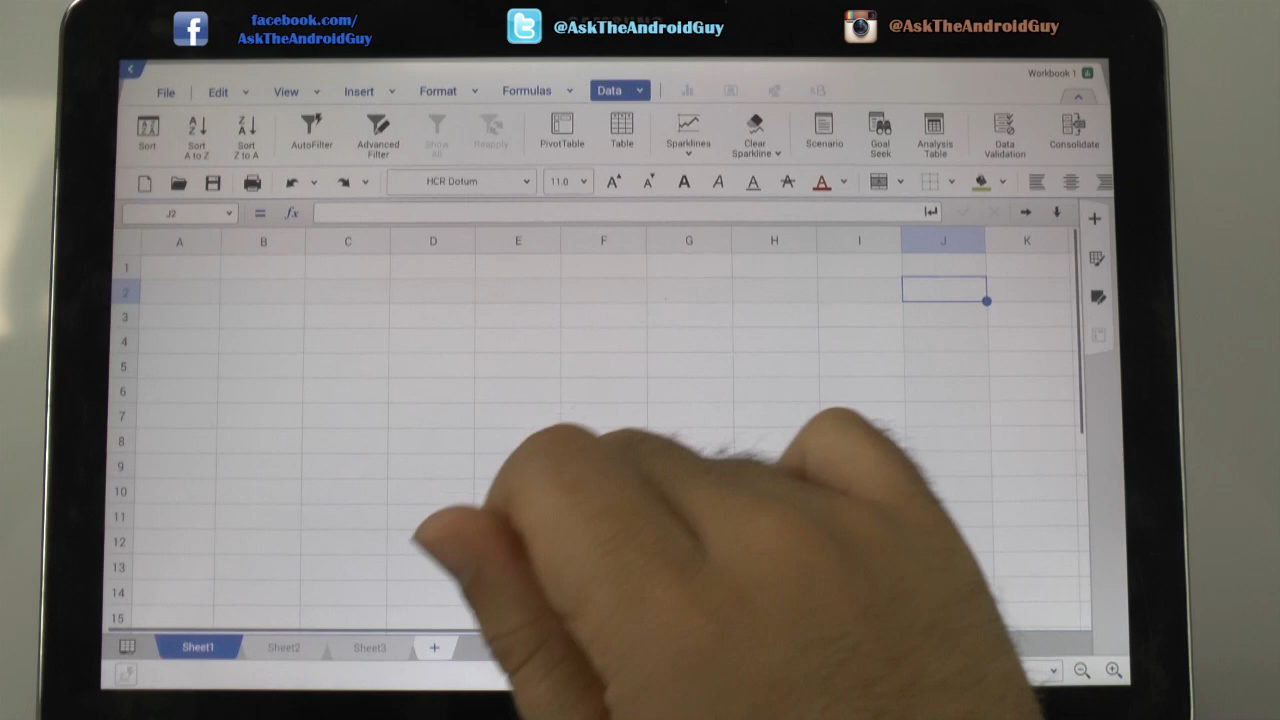 facebook.com/
AskTheAndroidGuy
@AskTheAndroidGuy
@AskTheAndroidGuy
Workbook 1
File Edit View Insert Format Formulas Data
Sort
Sort
A to Z
Sort
Z to A
AutoFilter
Advanced
Filter
Show
All
Reapply
PivotTable
Table
Sparklines
Clear
Sparkline
Scenario
Goal
Seek
Analysis
Table
Data
Validation
Consolidate
HCR Dotum 11.0
J2 = fx
A B C D E F G H I J K
1
2
3
4
5
6
7
8
9
10
11
12
13
14
15
Sheet1 Sheet2 Sheet3 +